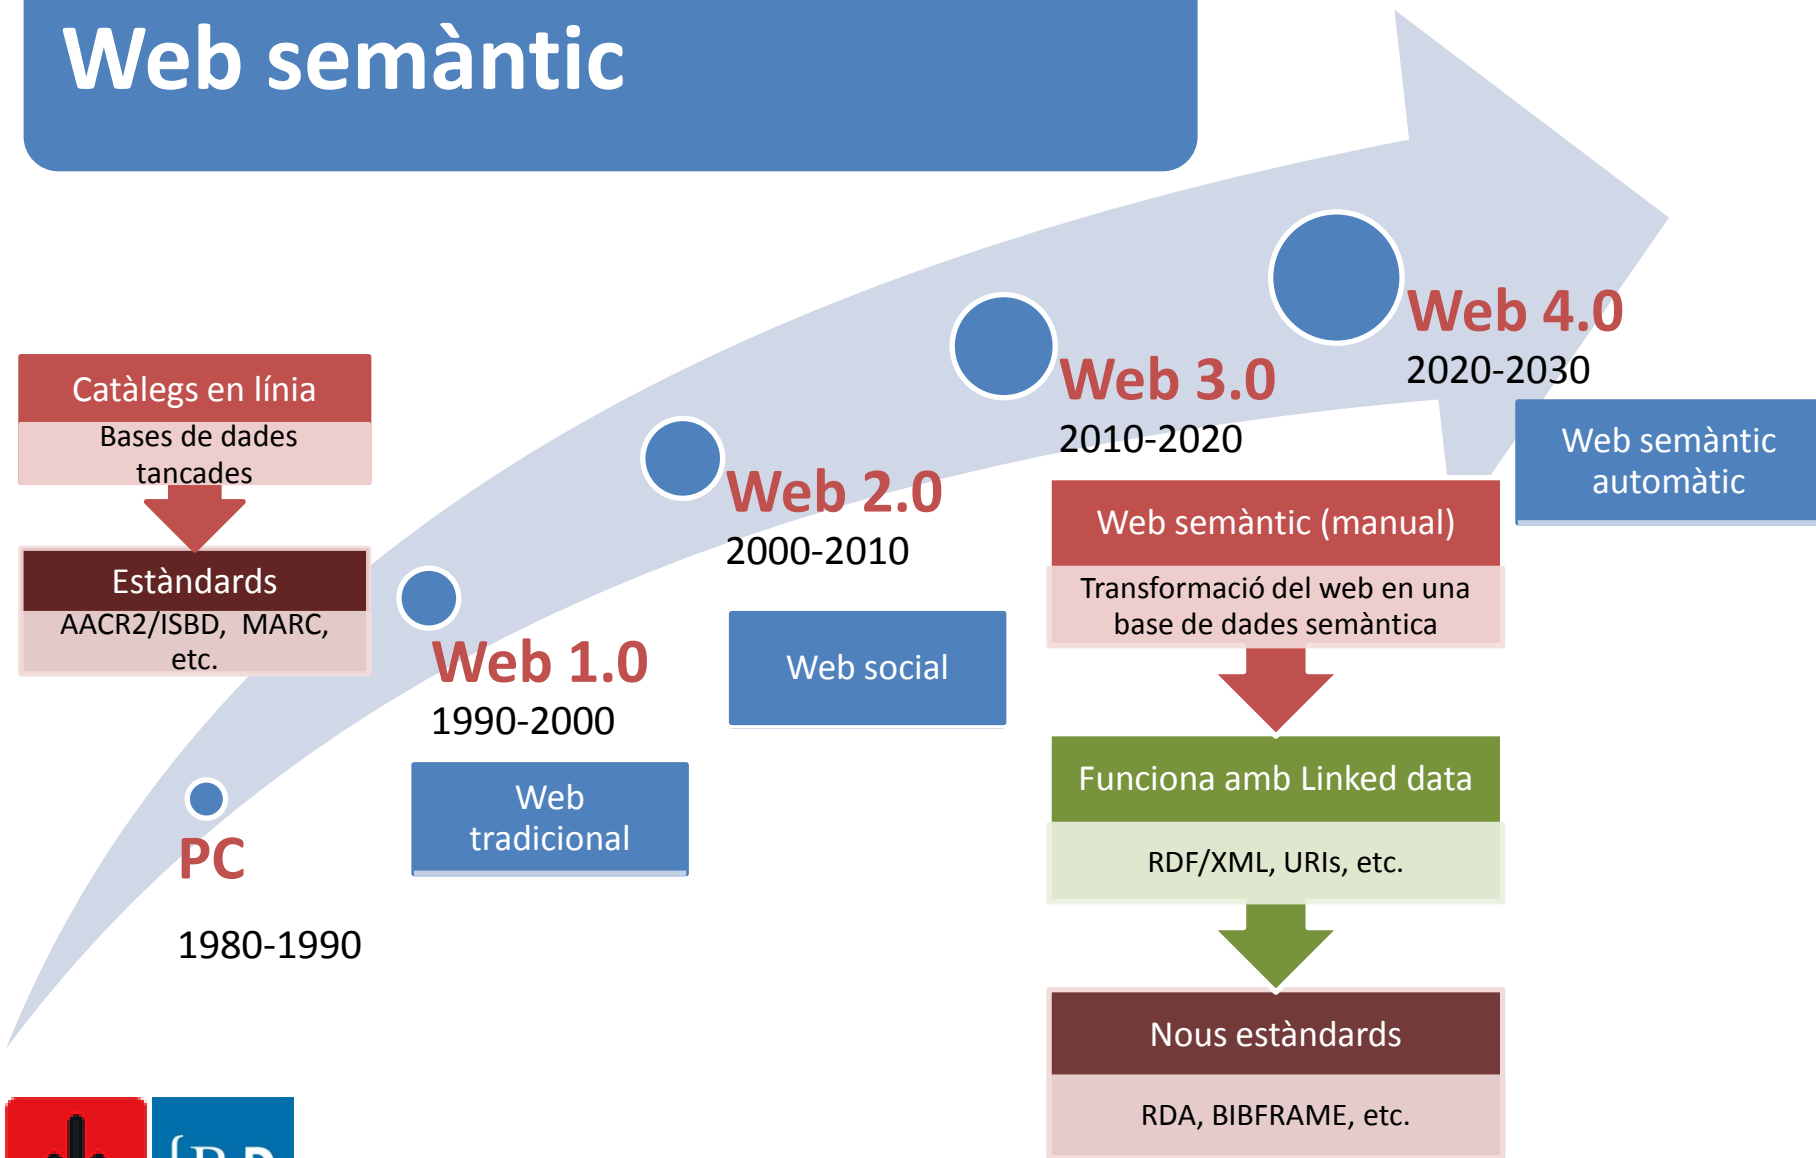 Web semàntic
Catàlegs en línia
Bases de dades
tancades
Estàndards
AACR2/ISBD, MARC,
etc.
PC
1980-1990
Web 1.0
1990-2000
Web
tradicional
Web 2.0
2000-2010
Web social
Web 3.0
2010-2020
Web semàntic (manual)
Transformació del web en una
base de dades semàntica
Funciona amb Linked data
RDF/XML, URIs, etc.
Nous estàndards
RDA, BIBFRAME, etc.
Web 4.0
2020-2030
Web semàntic
automàtic